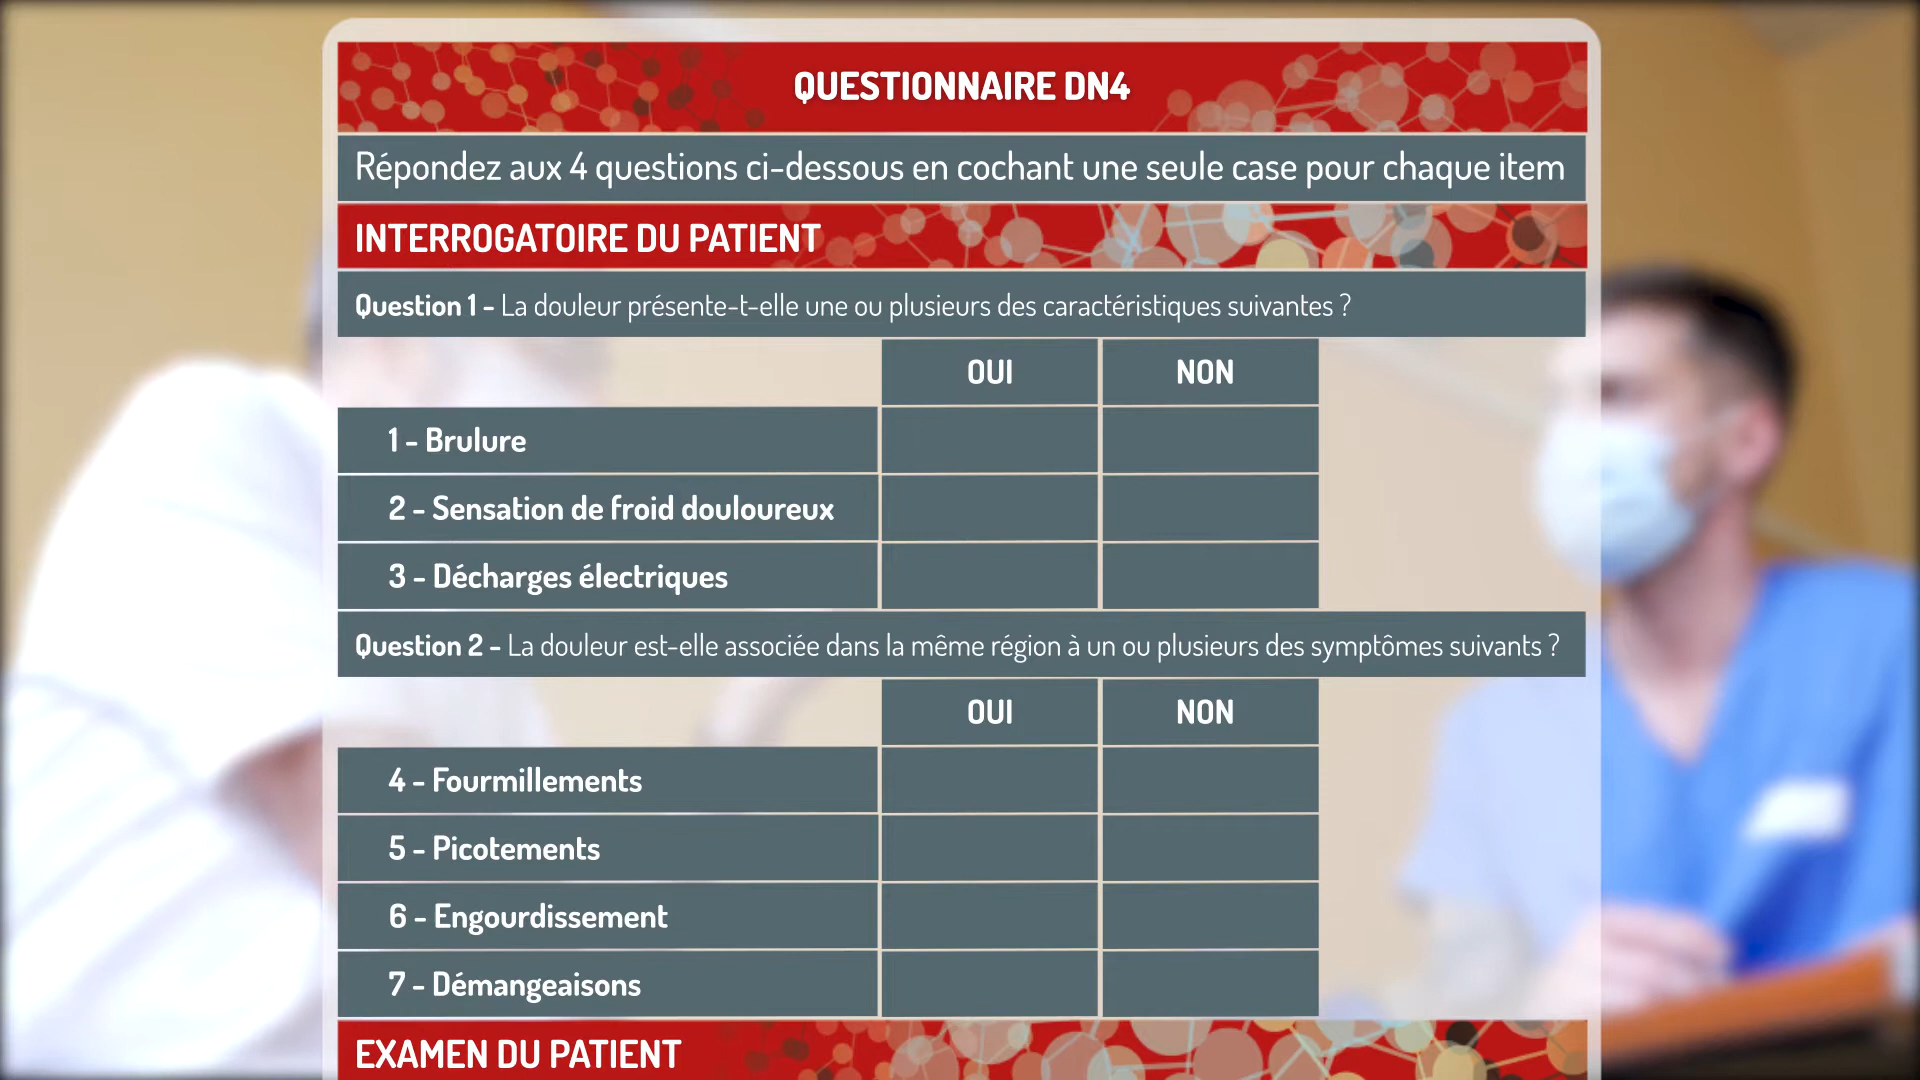 QUESTIONNAIRE DN4
Répondez aux 4 questions ci-dessous en cochant une seule case pour chaque item
INTERROGATOIRE DU PATIENT
Question 1 - La douleur présente-t-elle une ou plusieurs des caractéristiques suivantes ?
OUI NON
1 - Brulure
2 - Sensation de froid douloureux
3 - Décharges électriques
Question 2 - La douleur est-elle associée dans la même région à un ou plusieurs des symptômes suivants ?
OUI NON
4 - Fourmillements
5 - Picotements
6 - Engourdissement
7 - Démangeaisons
EXAMEN DU PATIENT